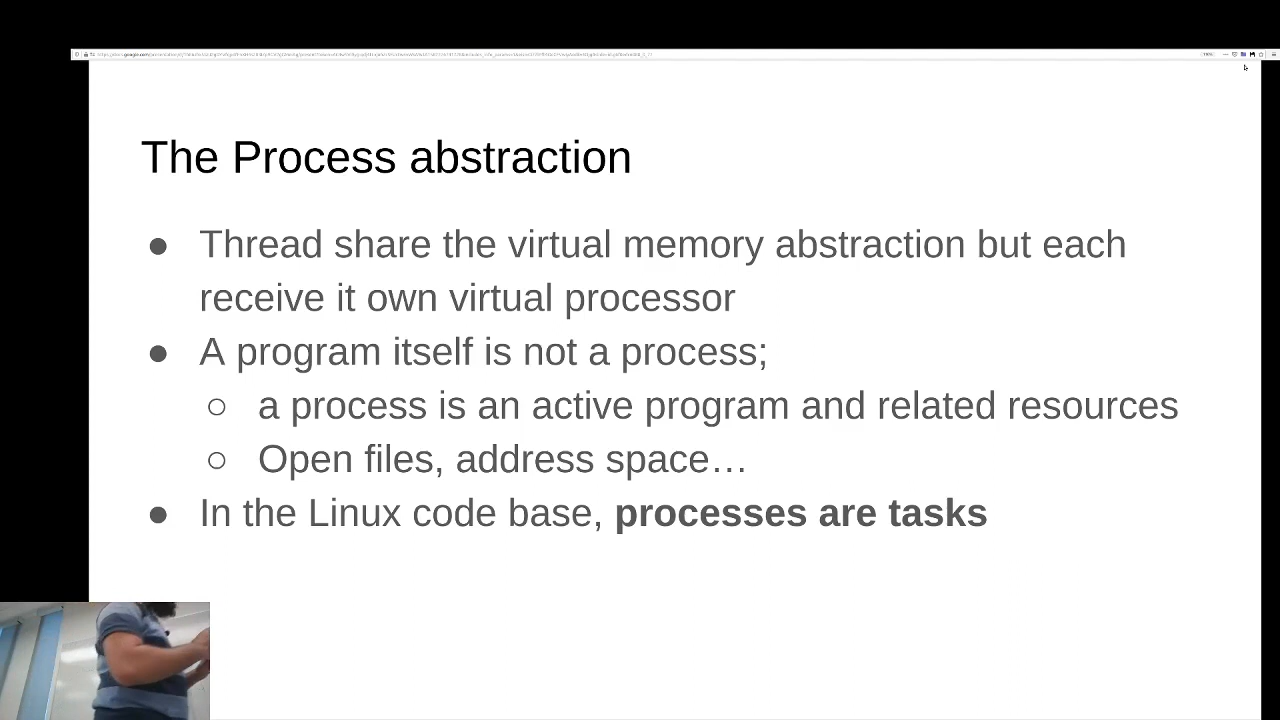 The Process abstraction
● Thread share the virtual memory abstraction but each
receive it own virtual processor
● A program itself is not a process;
○ a process is an active program and related resources
○ Open files, address space…
● In the Linux code base, processes are tasks